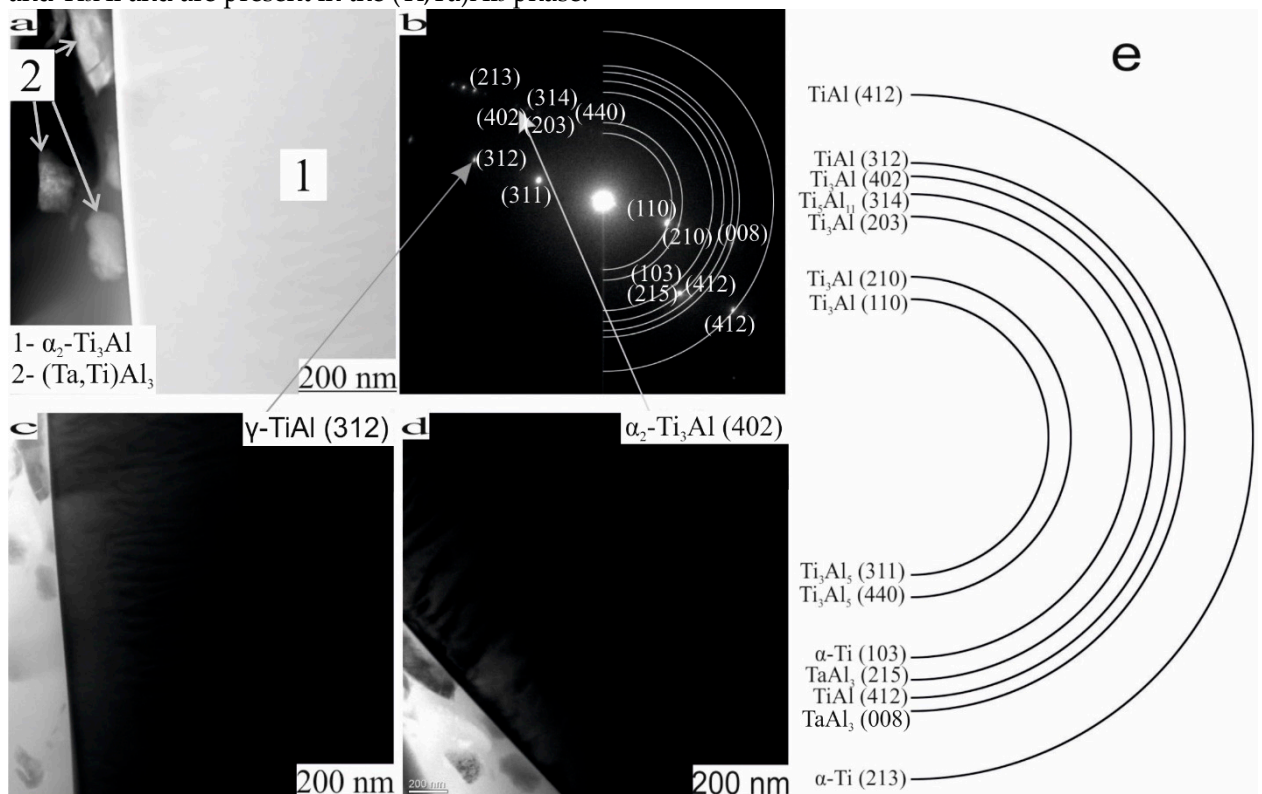 a
2
1
1- α₂-Ti₃Al
2- (Ta,Ti)Al₃
200 nm
b
(213)
(314)
(402)
(203)
(440)
(312)
(311)
(110)
(210)
(008)
(103)
(215)
(412)
(412)
c
γ-TiAl (312)
200 nm
d
α₂-Ti₃Al (402)
200 nm
200 nm
e
TiAl (412)
TiAl (312)
Ti₃Al (402)
Ti₅Al₁₁ (314)
Ti₃Al (203)
Ti₃Al (210)
Ti₃Al (110)
Ti₃Al₅ (311)
Ti₃Al₅ (440)
α-Ti (103)
TaAl₃ (215)
TiAl (412)
TaAl₃ (008)
α-Ti (213)